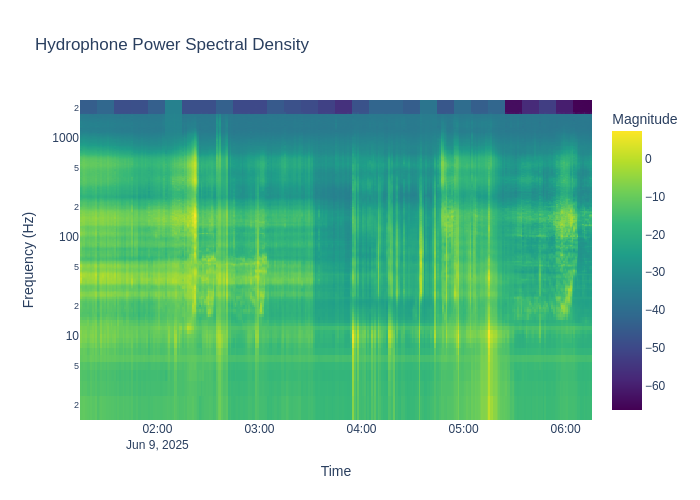 Hydrophone Power Spectral Density
Magnitude
0
−10
−20
−30
−40
−50
−60
Frequency (Hz)
2
1000
5
2
100
5
2
10
5
2
02:00 03:00 04:00 05:00 06:00
Jun 9, 2025
Time